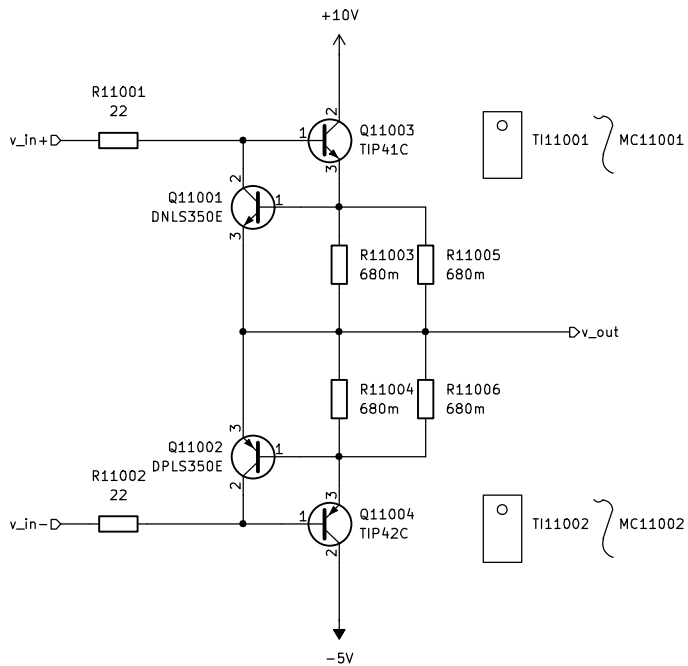 +10V
R11001
22
v_in+
1
2
3
Q11003
TIP41C
TI11001
MC11001
2
Q11001
DNLS350E
1
3
R11003
680m
R11005
680m
v_out
R11004
680m
R11006
680m
3
Q11002
DPLS350E
1
2
R11002
22
v_in-
1
3
2
Q11004
TIP42C
TI11002
MC11002
-5V